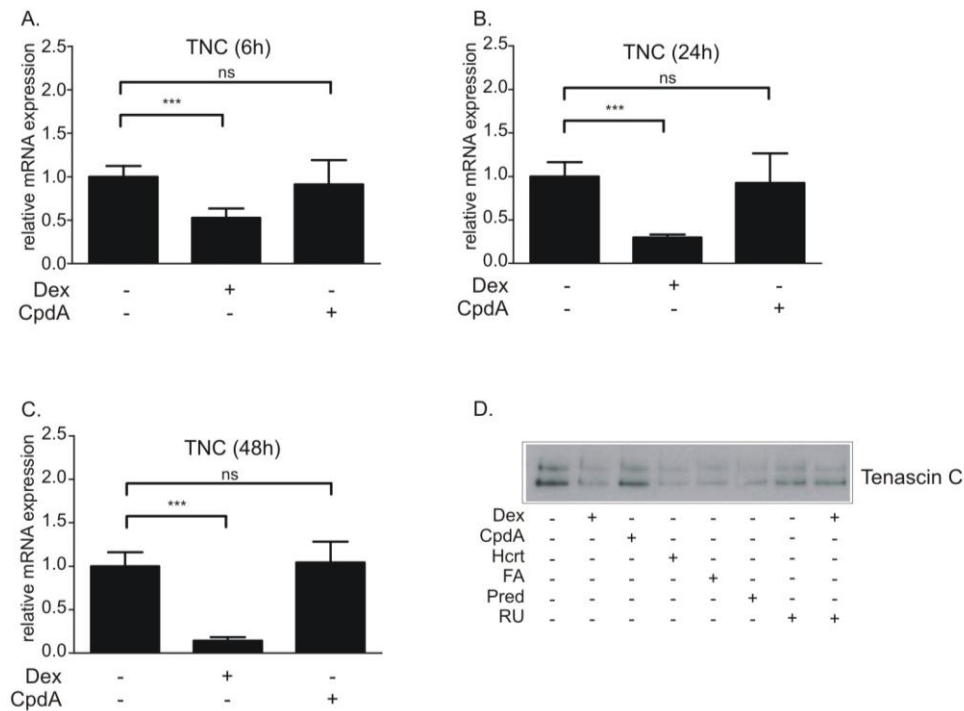 A.
TNC (6h)
relative mRNA expression
2.5
2.0
1.5
1.0
0.5
0.0
ns
***
Dex - + -
CpdA - - +
B.
TNC (24h)
relative mRNA expression
2.5
2.0
1.5
1.0
0.5
0.0
ns
***
Dex - + -
CpdA - - +
C.
TNC (48h)
relative mRNA expression
2.5
2.0
1.5
1.0
0.5
0.0
ns
***
Dex - + -
CpdA - - +
D.
Tenascin C
Dex - + - - - - - +
CpdA - - + - - - - -
Hcrt - - - + - - - -
FA - - - - + - - -
Pred - - - - - + - -
RU - - - - - - + +